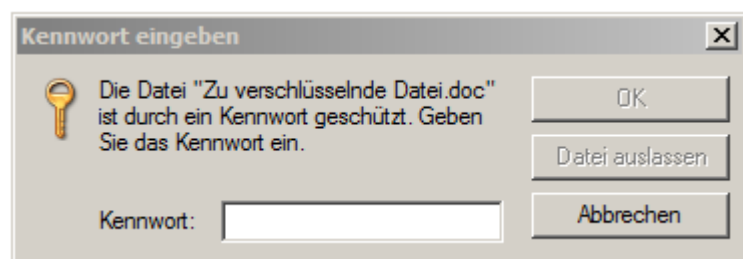 Kennwort eingeben
Die Datei "Zu verschlüsselnde Datei.doc"
ist durch ein Kennwort geschützt. Geben
Sie das Kennwort ein.
Kennwort:
OK
Datei auslassen
Abbrechen